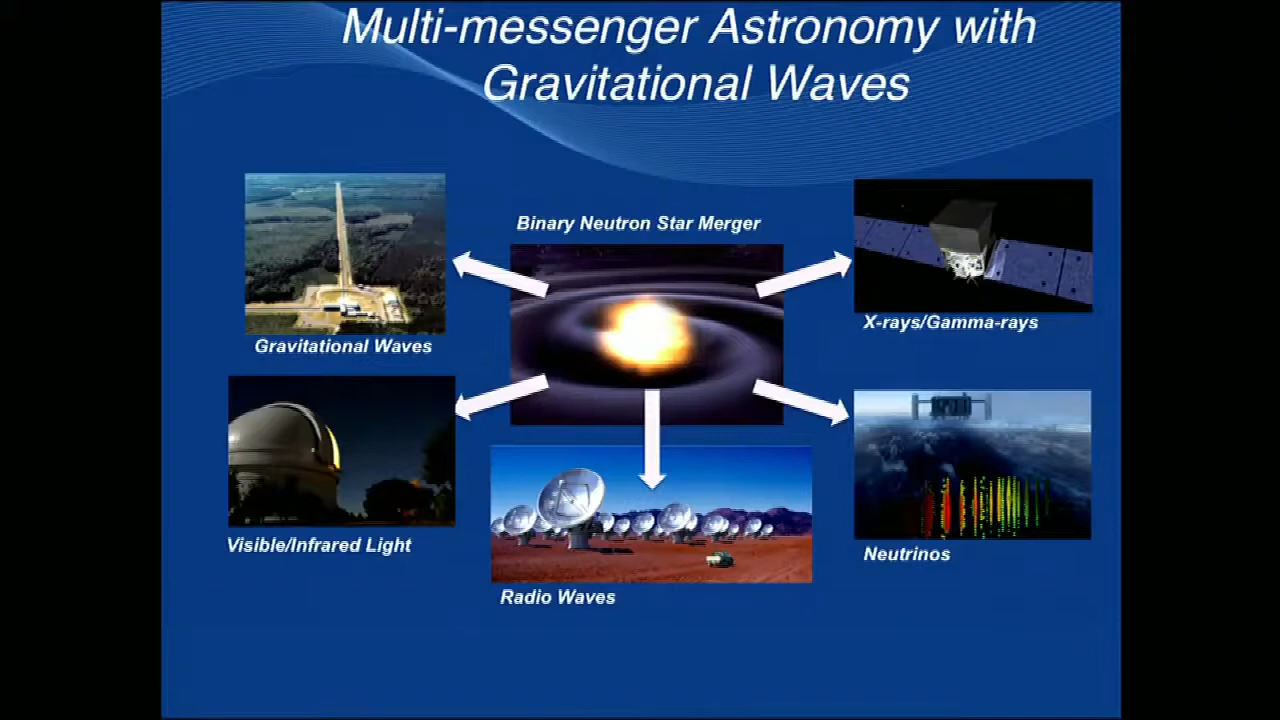 Multi-messenger Astronomy with
Gravitational Waves
Binary Neutron Star Merger
Gravitational Waves
X-rays/Gamma-rays
Visible/Infrared Light
Radio Waves
Neutrinos